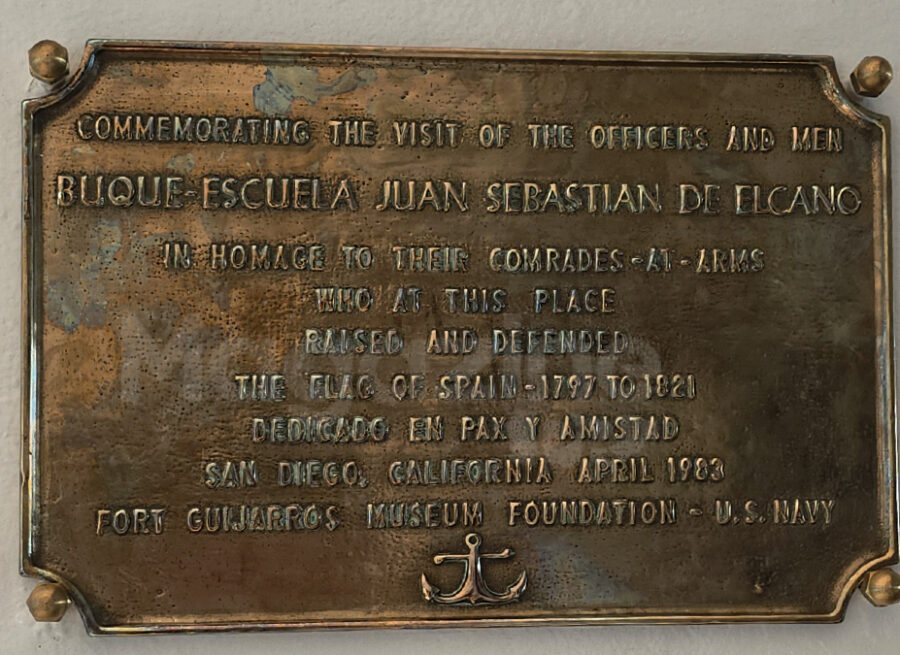 COMMEMORATING THE VISIT OF THE OFFICERS AND MEN
BUQUE-ESCUELA JUAN SEBASTIAN DE ELCANO
IN HOMAGE TO THEIR COMRADES-AT-ARMS
WHO AT THIS PLACE
RAISED AND DEFENDED
THE FLAG OF SPAIN-1797 TO 1821
DEDICADO EN PAX Y AMISTAD
SAN DIEGO, CALIFORNIA APRIL 1983
FORT GUIJARROS MUSEUM FOUNDATION - U.S. NAVY